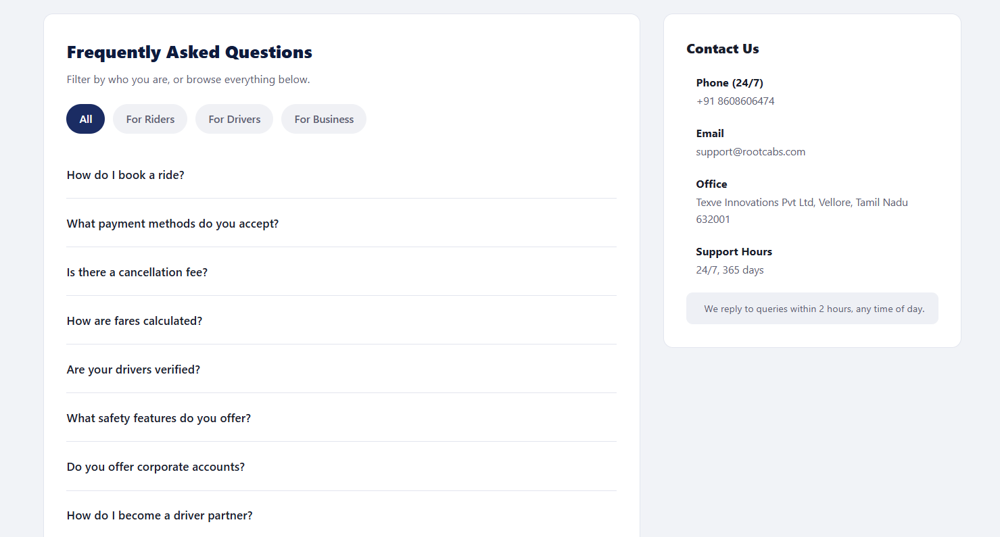 Frequently Asked Questions
Filter by who you are, or browse everything below.
All
For Riders
For Drivers
For Business
How do I book a ride?
What payment methods do you accept?
Is there a cancellation fee?
How are fares calculated?
Are your drivers verified?
What safety features do you offer?
Do you offer corporate accounts?
How do I become a driver partner?
Contact Us
Phone (24/7)
+91 8608606474
Email
support@rootcabs.com
Office
Texve Innovations Pvt Ltd, Vellore, Tamil Nadu
632001
Support Hours
24/7, 365 days
We reply to queries within 2 hours, any time of day.